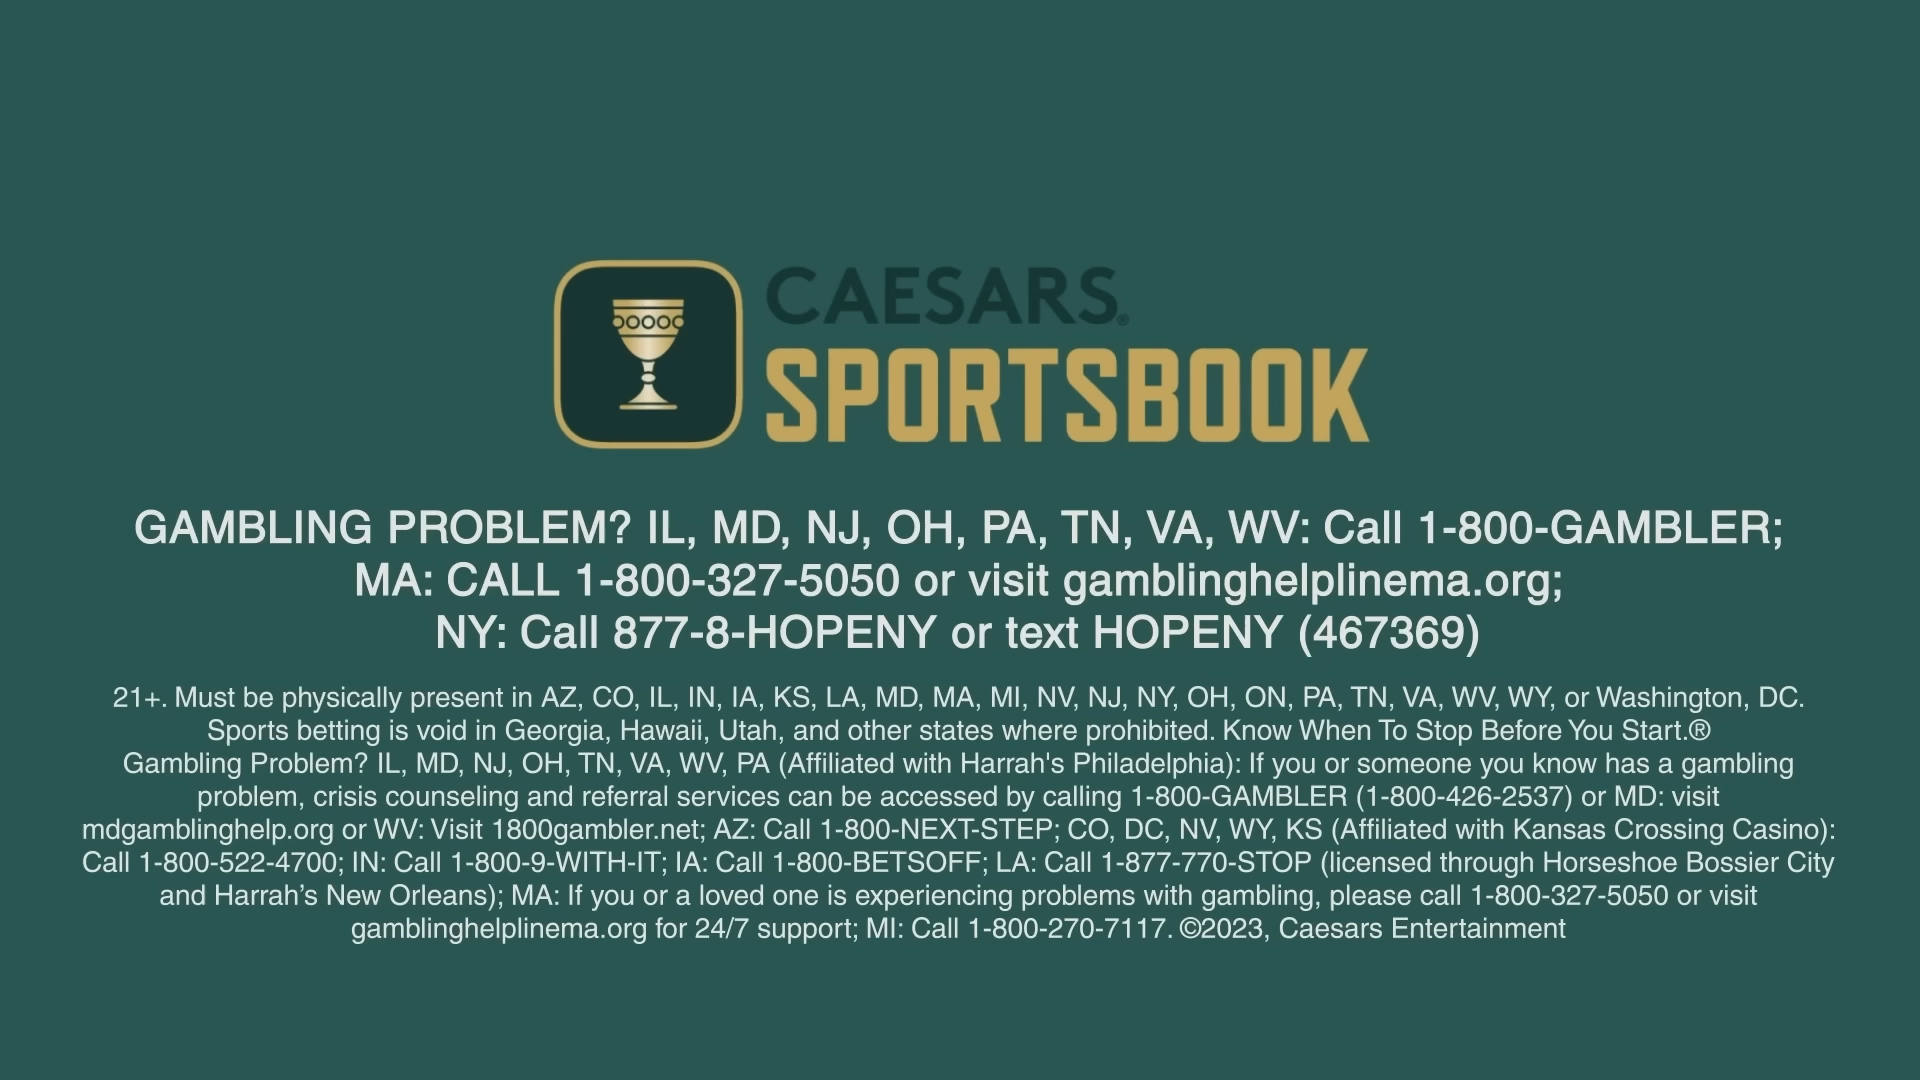 CAESARS®
SPORTSBOOK
GAMBLING PROBLEM? IL, MD, NJ, OH, PA, TN, VA, WV: Call 1-800-GAMBLER;
MA: CALL 1-800-327-5050 or visit gamblinghelplinema.org;
NY: Call 877-8-HOPENY or text HOPENY (467369)
21+. Must be physically present in AZ, CO, IL, IN, IA, KS, LA, MD, MA, MI, NV, NJ, NY, OH, ON, PA, TN, VA, WV, WY, or Washington, DC.
Sports betting is void in Georgia, Hawaii, Utah, and other states where prohibited. Know When To Stop Before You Start.®
Gambling Problem? IL, MD, NJ, OH, TN, VA, WV, PA (Affiliated with Harrah's Philadelphia): If you or someone you know has a gambling
problem, crisis counseling and referral services can be accessed by calling 1-800-GAMBLER (1-800-426-2537) or MD: visit
mdgamblinghelp.org or WV: Visit 1800gambler.net; AZ: Call 1-800-NEXT-STEP; CO, DC, NV, WY, KS (Affiliated with Kansas Crossing Casino):
Call 1-800-522-4700; IN: Call 1-800-9-WITH-IT; IA: Call 1-800-BETSOFF; LA: Call 1-877-770-STOP (licensed through Horseshoe Bossier City
and Harrah’s New Orleans); MA: If you or a loved one is experiencing problems with gambling, please call 1-800-327-5050 or visit
gamblinghelplinema.org for 24/7 support; MI: Call 1-800-270-7117. ©2023, Caesars Entertainment